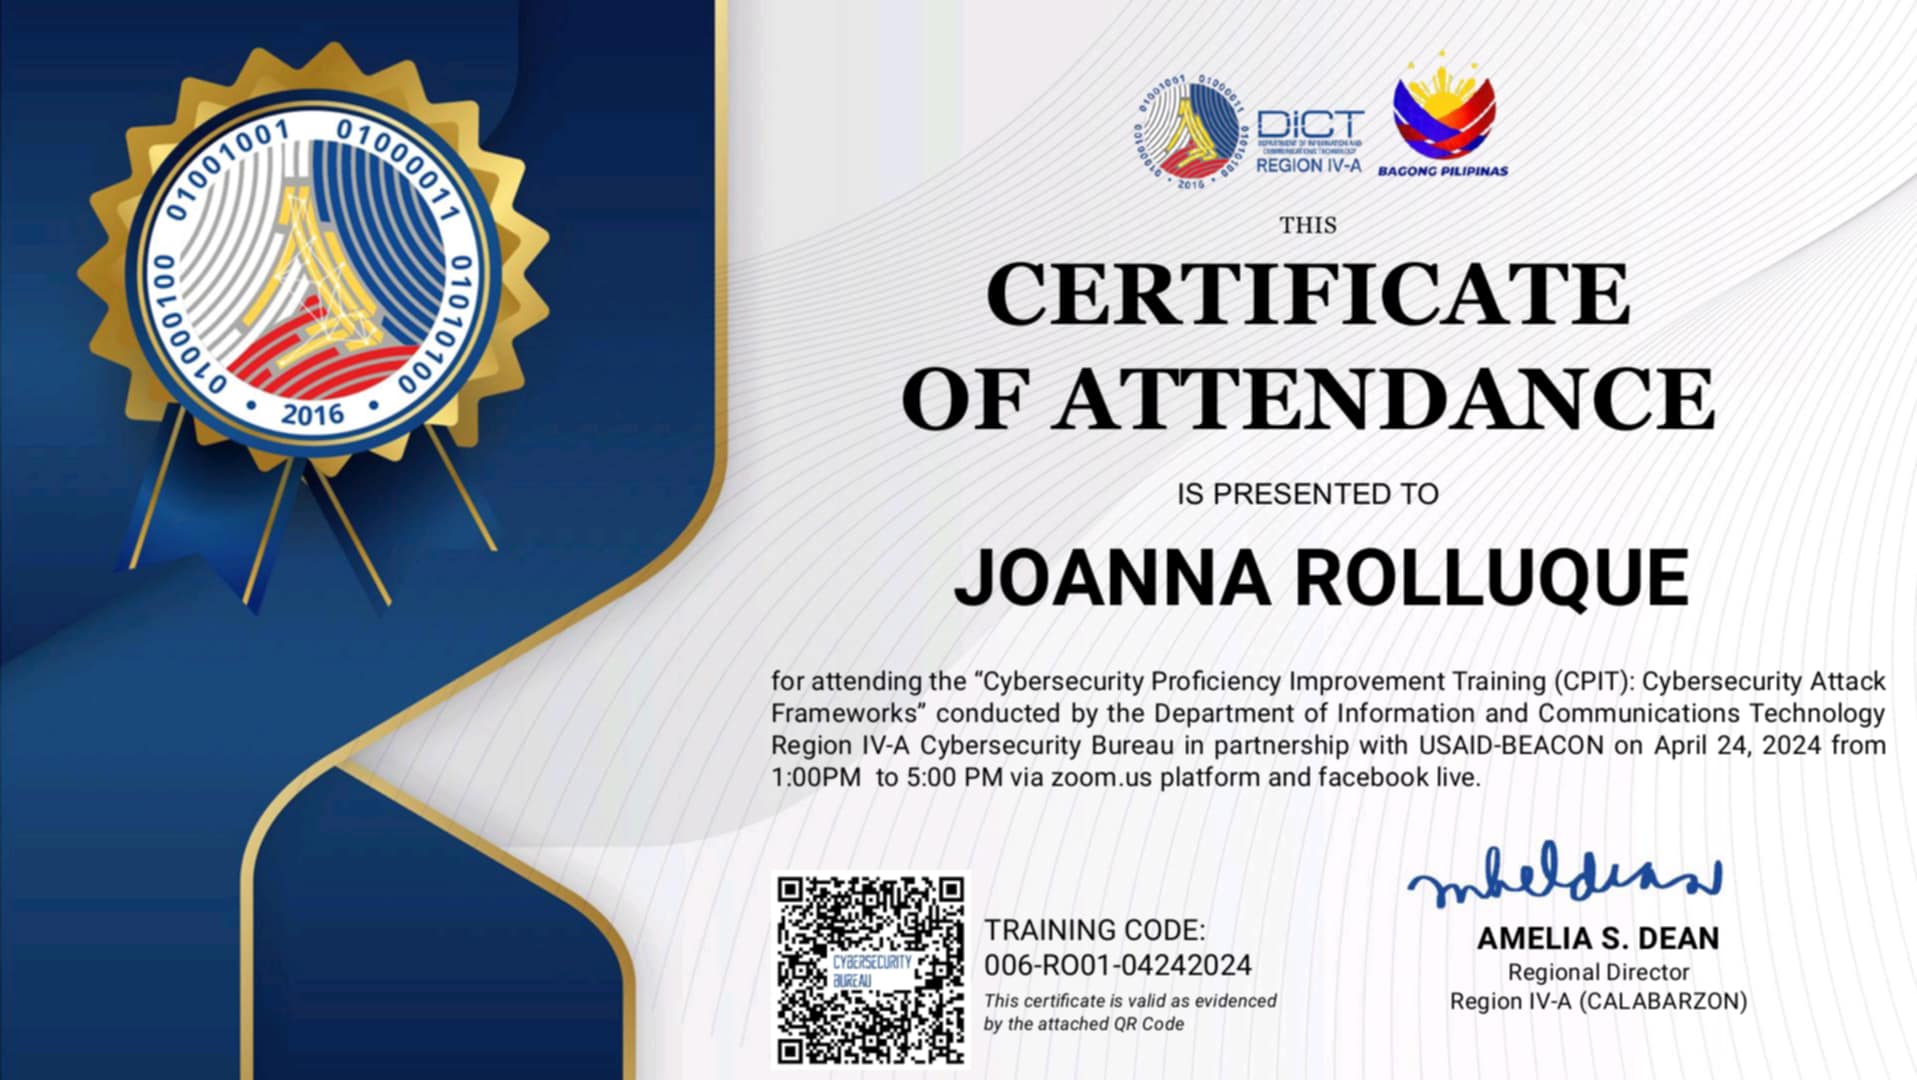 01001001 01000011
01000100 01010100
• 2016 •
01001001 01000011
01000100 01010100
• 2016 •
DICT
DEPARTMENT OF INFORMATION AND
COMMUNICATIONS TECHNOLOGY
REGION IV-A
BAGONG PILIPINAS
THIS
CERTIFICATE
OF ATTENDANCE
IS PRESENTED TO
JOANNA ROLLUQUE
for attending the “Cybersecurity Proficiency Improvement Training (CPIT): Cybersecurity Attack
Frameworks” conducted by the Department of Information and Communications Technology
Region IV-A Cybersecurity Bureau in partnership with USAID-BEACON on April 24, 2024 from
1:00PM to 5:00 PM via zoom.us platform and facebook live.
CYBERSECURITY
BUREAU
TRAINING CODE:
006-RO01-04242024
This certificate is valid as evidenced
by the attached QR Code
AMELIA S. DEAN
Regional Director
Region IV-A (CALABARZON)